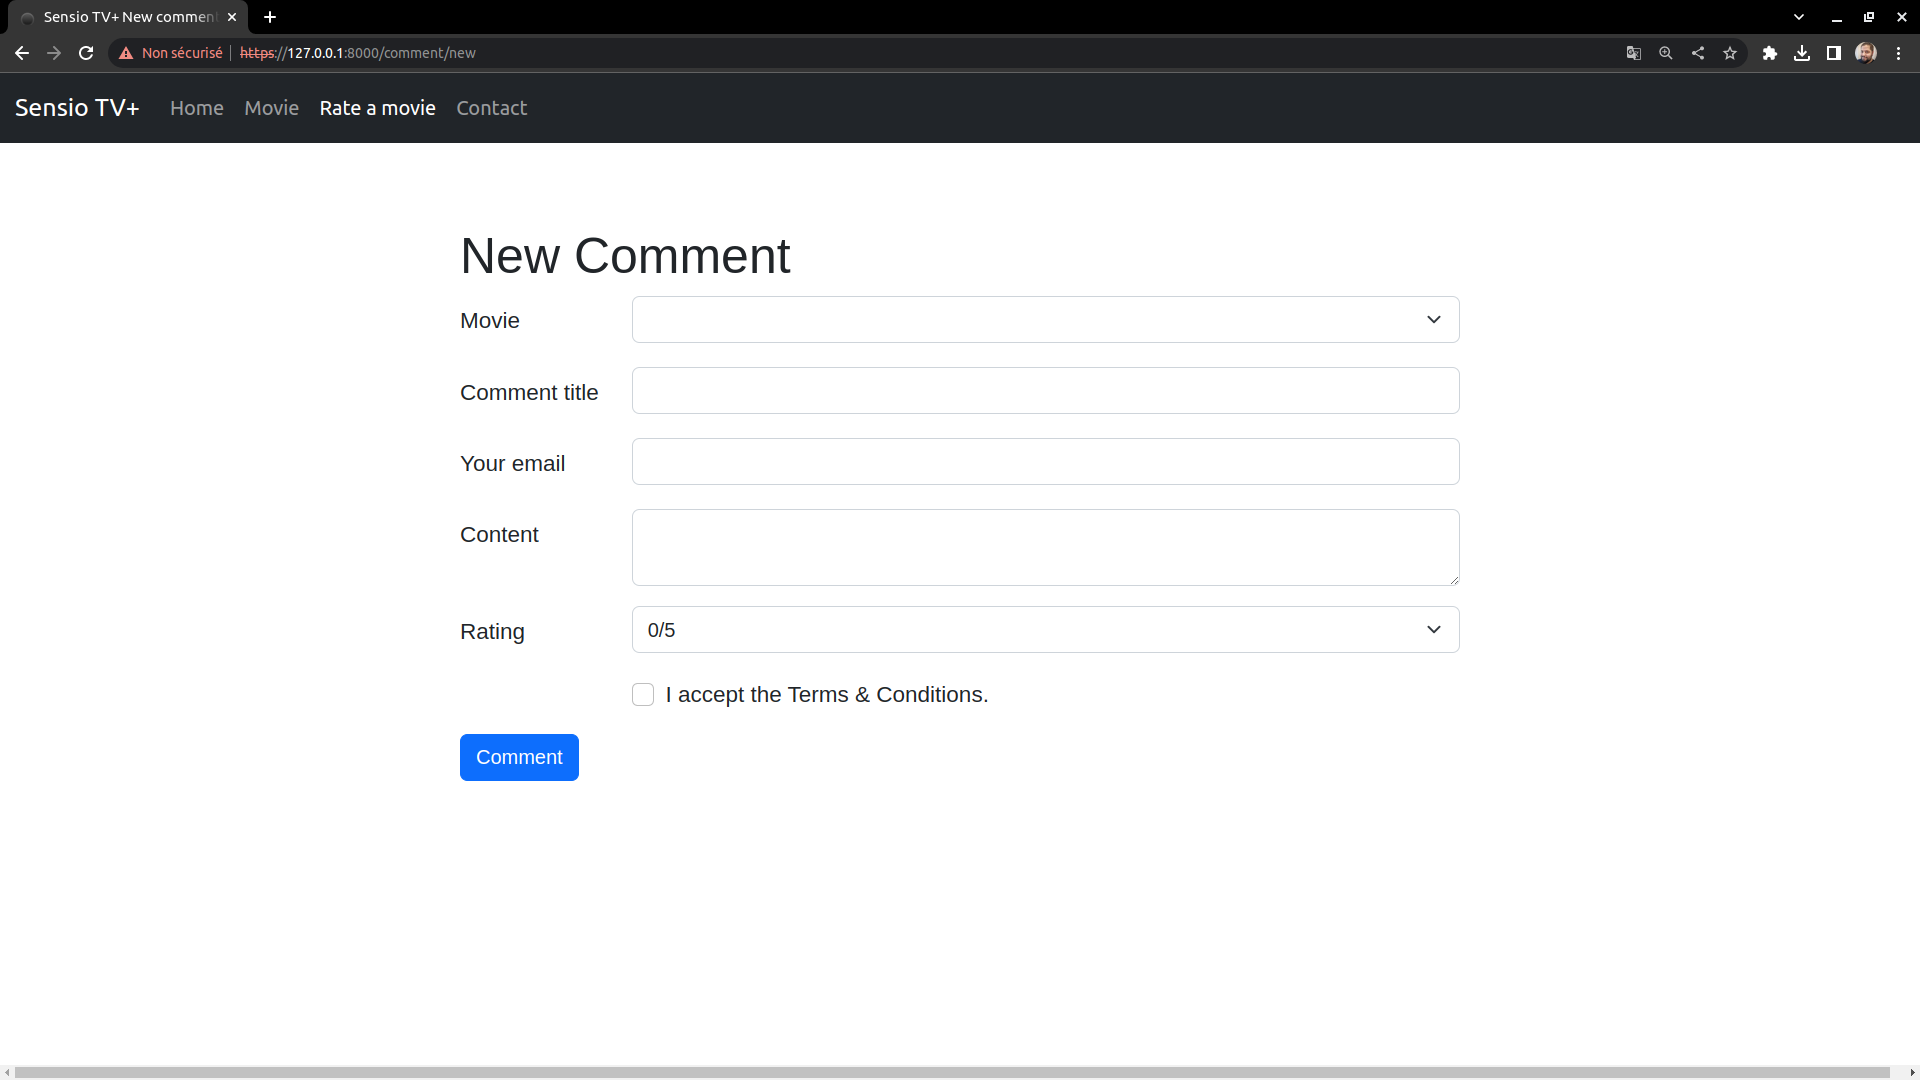 Sensio TV+ New commen
Non sécurisé https://127.0.0.1:8000/comment/new
Sensio TV+ Home Movie Rate a movie Contact
New Comment
Movie
Comment title
Your email
Content
Rating 0/5
I accept the Terms & Conditions.
Comment